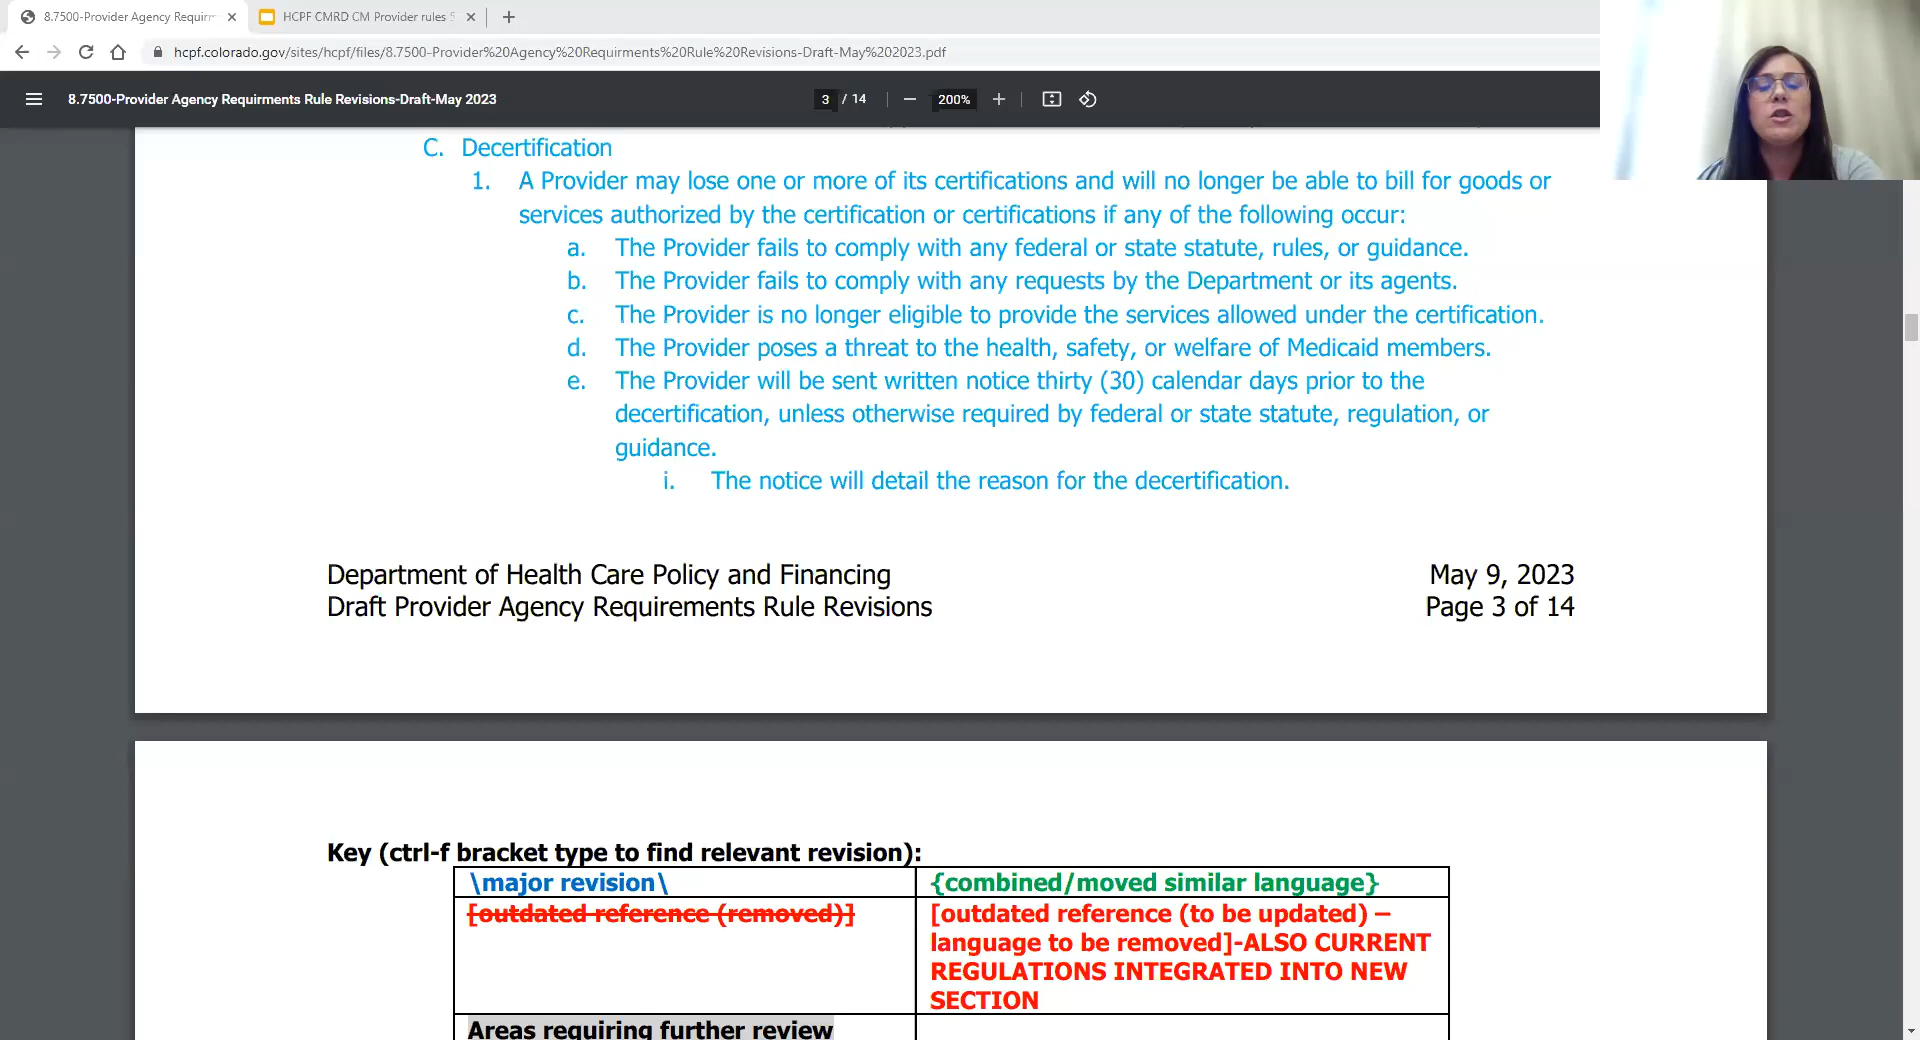 8.7500-Provider Agency Requirm
HCPF CMRD CM Provider rules 5
hcpf.colorado.gov/sites/hcpf/files/8.7500-Provider%20Agency%20Requirments%20Rule%20Revisions-Draft-May%202023.pdf
8.7500-Provider Agency Requirments Rule Revisions-Draft-May 2023
3 / 14
200%
C. Decertification
1. A Provider may lose one or more of its certifications and will no longer be able to bill for goods or
services authorized by the certification or certifications if any of the following occur:
a. The Provider fails to comply with any federal or state statute, rules, or guidance.
b. The Provider fails to comply with any requests by the Department or its agents.
c. The Provider is no longer eligible to provide the services allowed under the certification.
d. The Provider poses a threat to the health, safety, or welfare of Medicaid members.
e. The Provider will be sent written notice thirty (30) calendar days prior to the
decertification, unless otherwise required by federal or state statute, regulation, or
guidance.
i. The notice will detail the reason for the decertification.
Department of Health Care Policy and Financing
May 9, 2023
Draft Provider Agency Requirements Rule Revisions
Page 3 of 14
Key (ctrl-f bracket type to find relevant revision):
\major revision\
{combined/moved similar language}
[outdated reference (removed)]
[outdated reference (to be updated) –
language to be removed]-ALSO CURRENT
REGULATIONS INTEGRATED INTO NEW
SECTION
Areas requiring further review